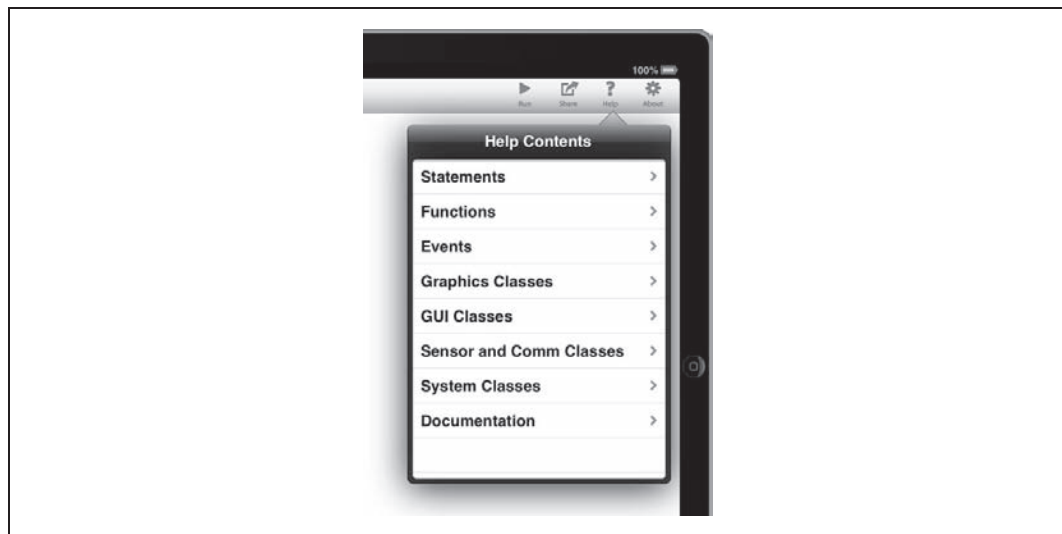 100%
Run Share Help About
Help Contents
Statements
Functions
Events
Graphics Classes
GUI Classes
Sensor and Comm Classes
System Classes
Documentation